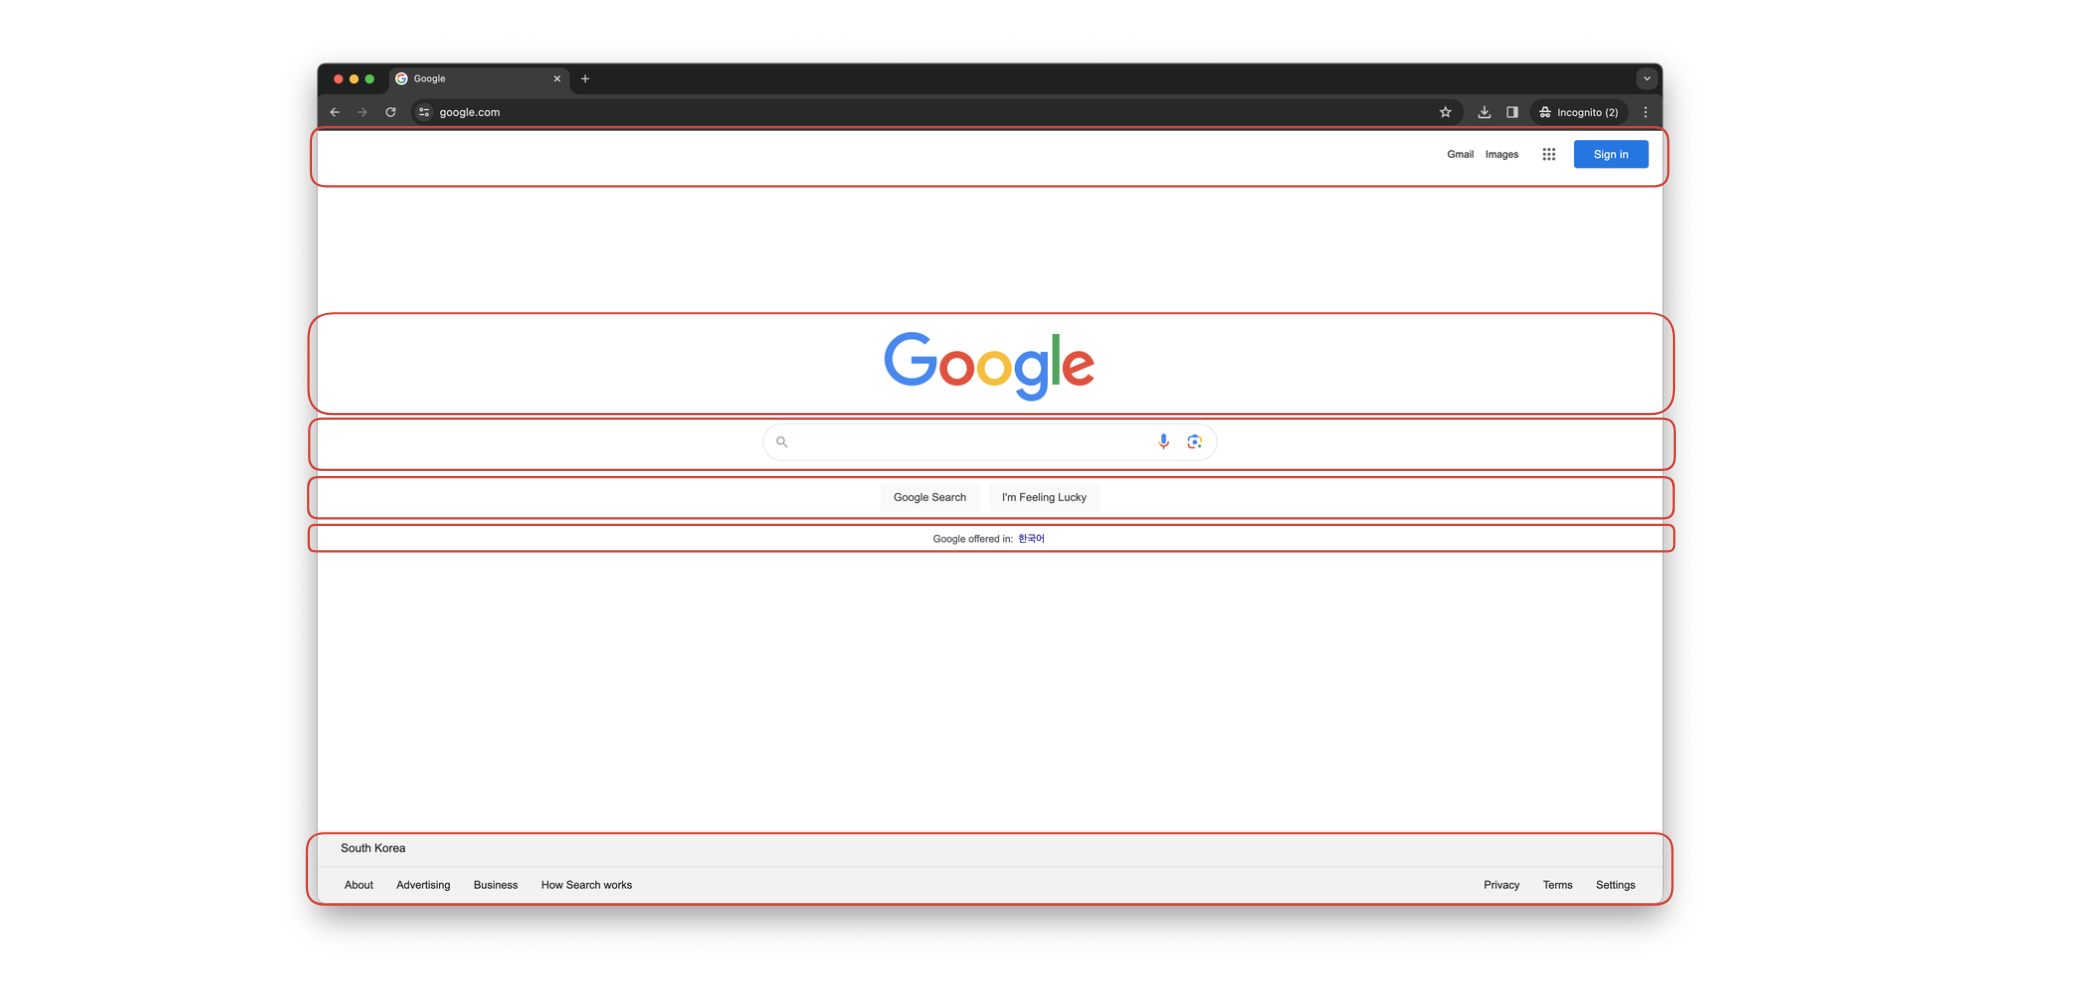 Google
google.com
Incognito (2)
Gmail Images Sign in
Google
Google Search I'm Feeling Lucky
Google offered in: 한국어
South Korea
About Advertising Business How Search works Privacy Terms Settings